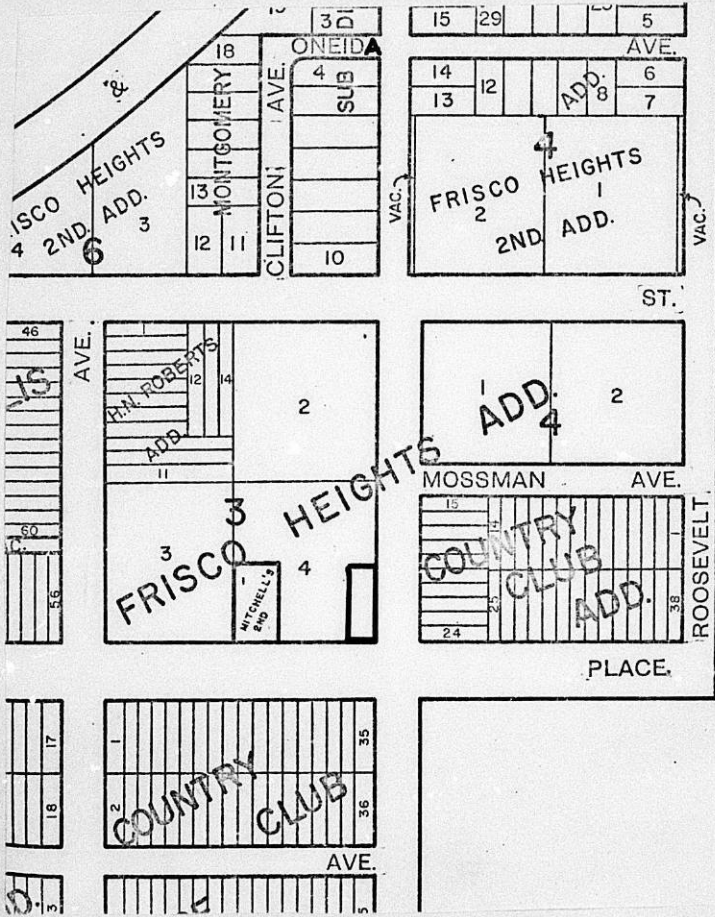 3
15
29
5
18
ONEIDA
AVE.
&
MONTGOMERY
CLIFTON AVE.
4
SUB
14
12
ADD.
8
6
13
7
4
FRISCO HEIGHTS
2
1
2ND ADD.
VAC.
VAC.
ISCO HEIGHTS
2ND ADD.
4
6
3
13
12
11
10
ST.
46
AVE.
LIS
1
H.N. ROBERTS
ADD.
12
14
11
2
1
ADD.
4
2
FRISCO HEIGHTS
3
MOSSMAN
AVE.
60
56
3
4
1
MITCHELL'S
2ND
15
14
1
COUNTRY
CLUB
ADD.
25
24
38
ROOSEVELT
PLACE
17
1
35
18
2
36
COUNTRY CLUB
AVE.
D.
3